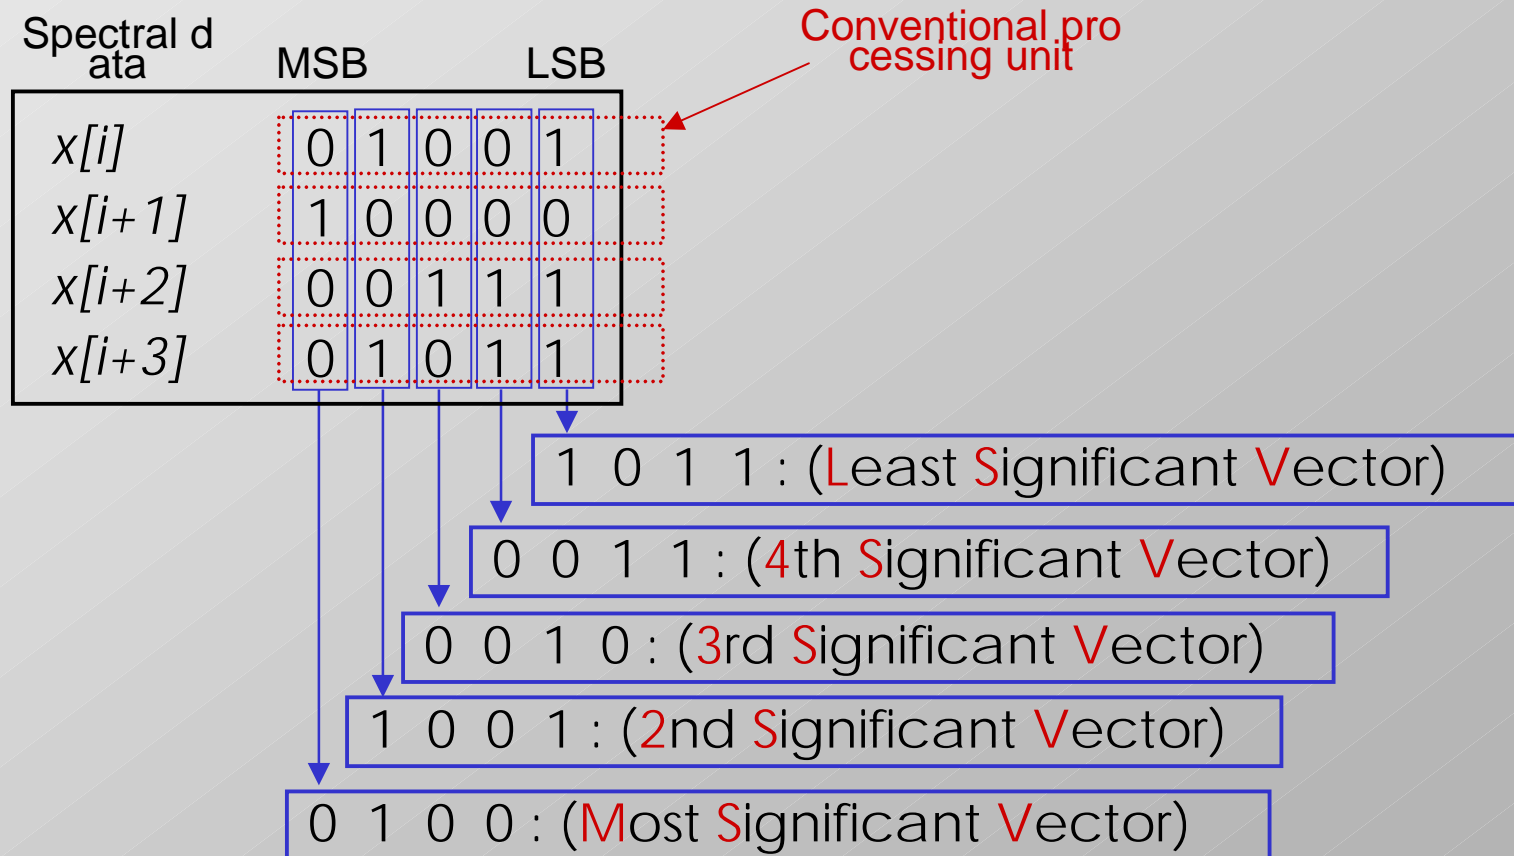 Spectral d
ata
MSB
LSB
Conventional pro
cessing unit
x[i] 0 1 0 0 1
x[i+1] 1 0 0 0 0
x[i+2] 0 0 1 1 1
x[i+3] 0 1 0 1 1
1 0 1 1 : (Least Significant Vector)
0 0 1 1 : (4th Significant Vector)
0 0 1 0 : (3rd Significant Vector)
1 0 0 1 : (2nd Significant Vector)
0 1 0 0 : (Most Significant Vector)